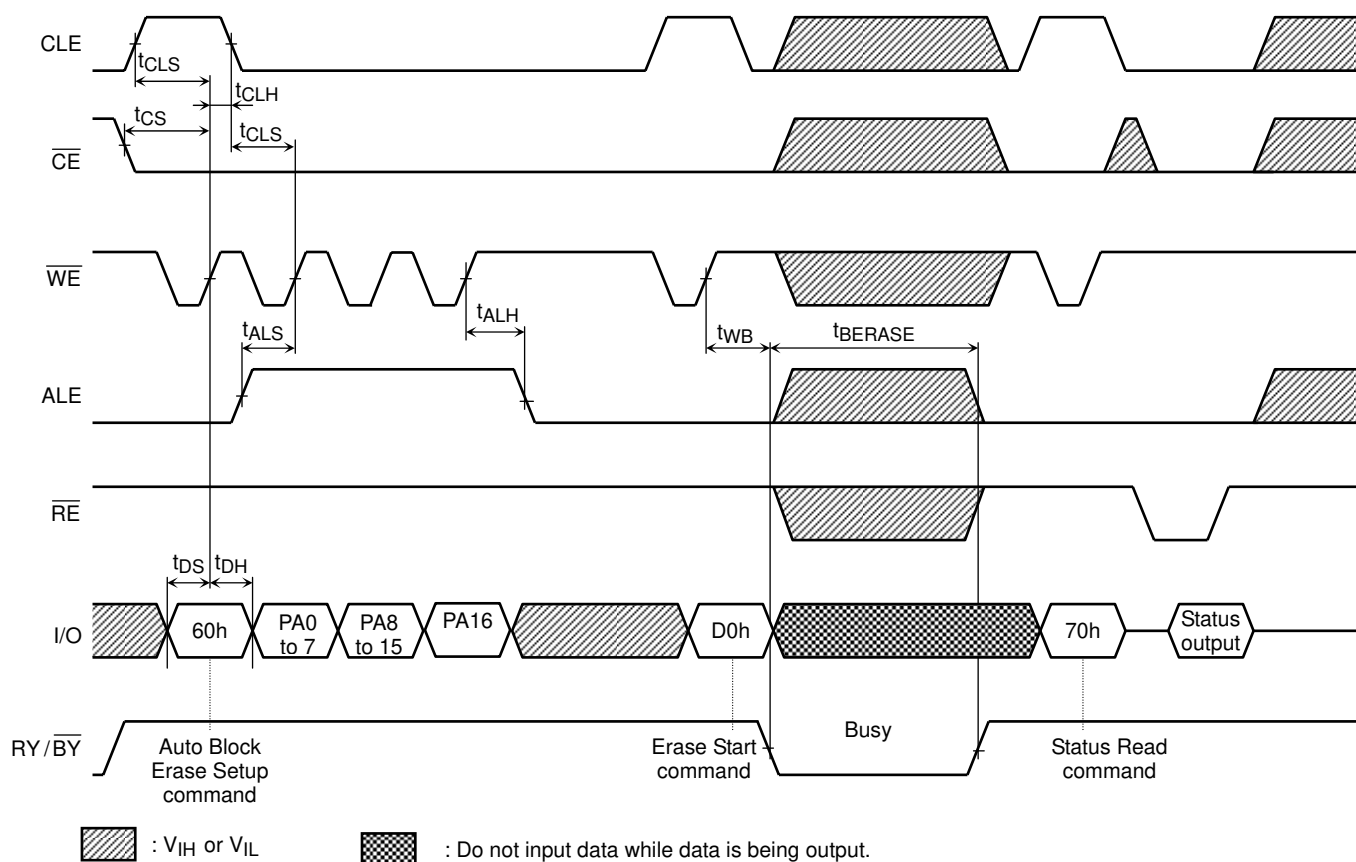 CLE
tCLS
tCLH
tCS
tCLS
CE
WE
tALS
tALH
tWB
tBERASE
ALE
RE
tDS
tDH
I/O
60h
PA0
to 7
PA8
to 15
PA16
D0h
70h
Status
output
RY/BY
Busy
Auto Block
Erase Setup
command
Erase Start
command
Status Read
command
: VIH or VIL
: Do not input data while data is being output.